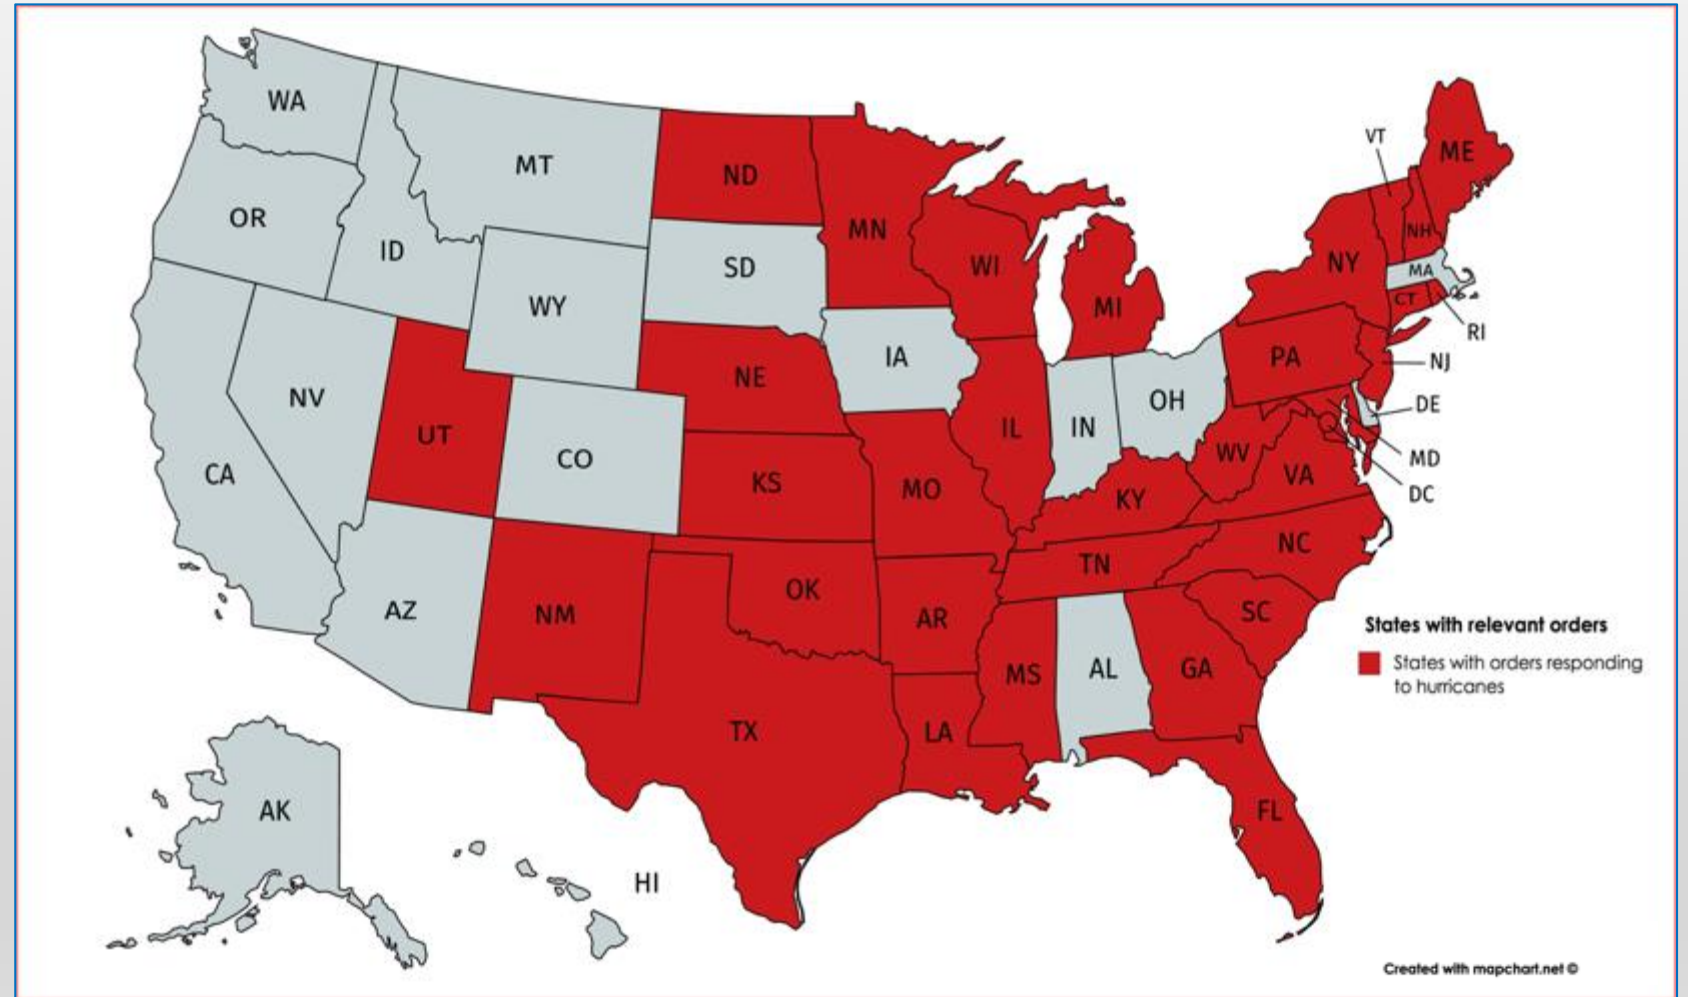 WA
MT
ND
MN
VT
ME
OR
ID
SD
WI
NY
NH
MA
WY
MI
CT
RI
IA
PA
NJ
NE
NV
OH
DE
UT
CO
IL
IN
WV
MD
CA
KS
MO
VA
DC
KY
NC
TN
OK
AZ
NM
AR
SC
States with relevant orders
MS
AL
GA
States with orders responding
to hurricanes
TX
LA
AK
FL
HI
Created with mapchart.net ©